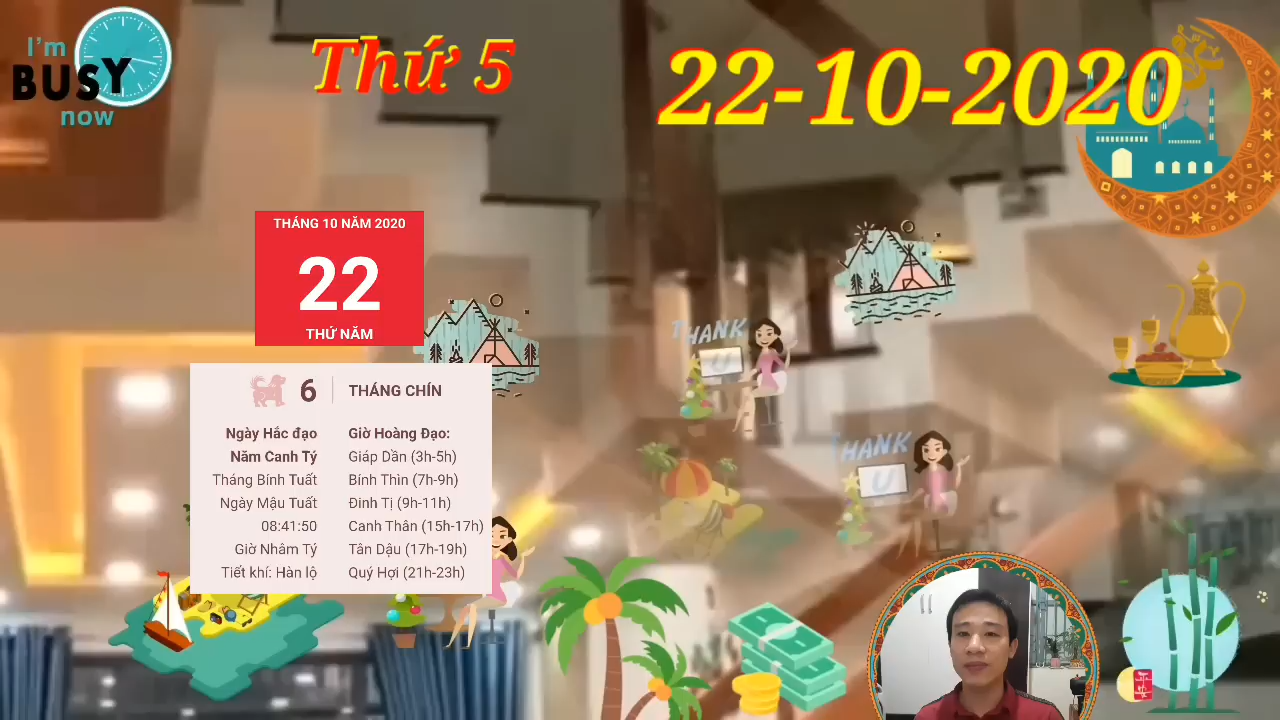 I'm
BUSY
now
Thứ 5
22-10-2020
THÁNG 10 NĂM 2020
22
THỨ NĂM
6
THÁNG CHÍN
Ngày Hắc đạo
Năm Canh Tý
Tháng Bính Tuất
Ngày Mậu Tuất
08:41:50
Giờ Nhâm Tý
Tiết khí: Hàn lộ
Giờ Hoàng Đạo:
Giáp Dần (3h-5h)
Bính Thìn (7h-9h)
Đinh Tị (9h-11h)
Canh Thân (15h-17h)
Tân Dậu (17h-19h)
Quý Hợi (21h-23h)
THANK
U
THANK
U